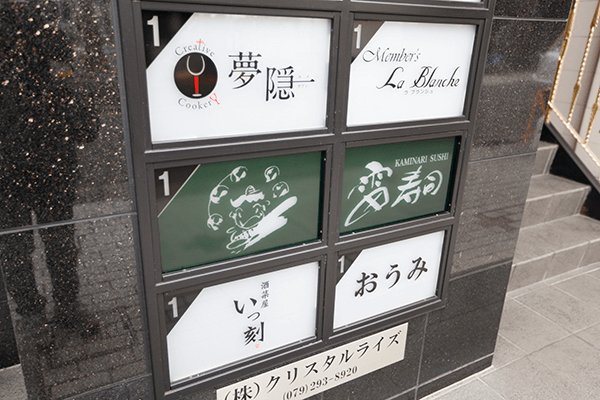 1
Creative
Cookery
夢隠一
1
Member's
La Blanche
ラ ブランシュ
1
KAMINARI SUSHI
雷寿司
1
酒菜屋
いっ刻
1
おうみ
(株)クリスタルライズ
(079)293-8920